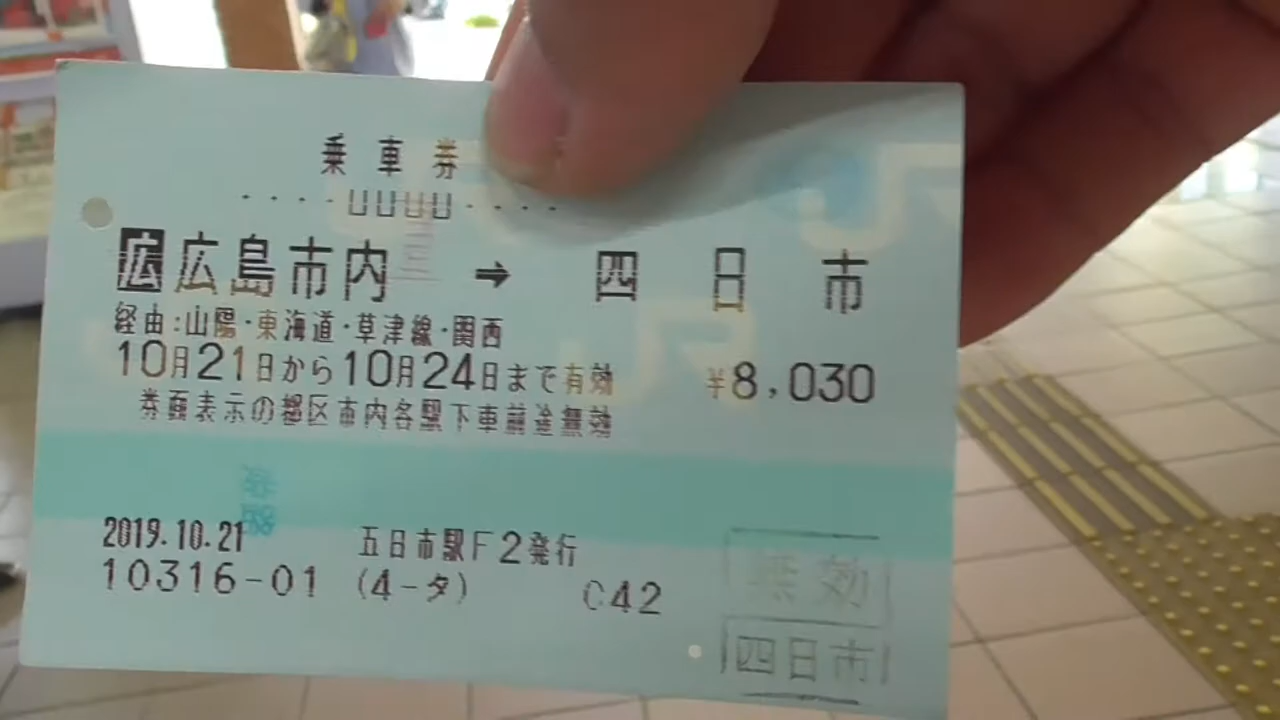 乗車券
広 広島市内 ➡ 四日市
経由:山陽・東海道・草津線・関西
10月21日から10月24日まで有効 ¥8,030
券面表示の都区市内各駅下車前途無効
2019.10.21 五日市駅F2発行
10316-01 (4-タ) C42
無効
四日市